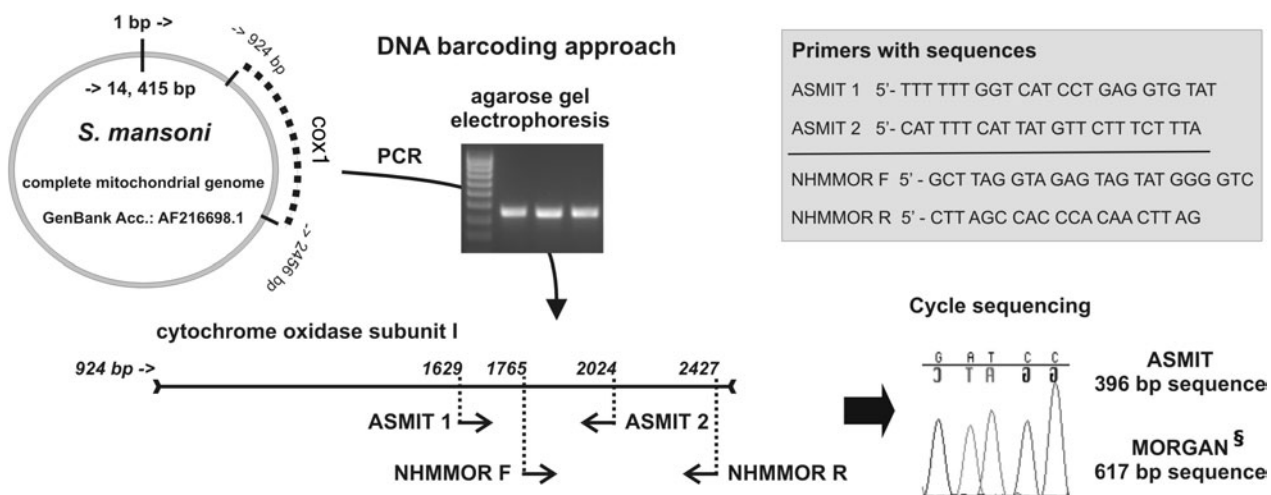 1 bp ->
-> 14, 415 bp
S. mansoni
complete mitochondrial genome
GenBank Acc.: AF216698.1
-> 924 bp
COX1
-> 2456 bp
PCR
DNA barcoding approach
agarose gel
electrophoresis
Primers with sequences
ASMIT 1 5'- TTT TTT GGT CAT CCT GAG GTG TAT
ASMIT 2 5'- CAT TTT CAT TAT GTT CTT TCT TTA
NHMMOR F 5' - GCT TAG GTA GAG TAG TAT GGG GTC
NHMMOR R 5' - CTT AGC CAC CCA CAA CTT AG
cytochrome oxidase subunit I
924 bp ->
1629 1765 2024 2427
ASMIT 1 ASMIT 2
NHMMOR F NHMMOR R
Cycle sequencing
G A T C C
ASMIT
396 bp sequence
MORGAN §
617 bp sequence